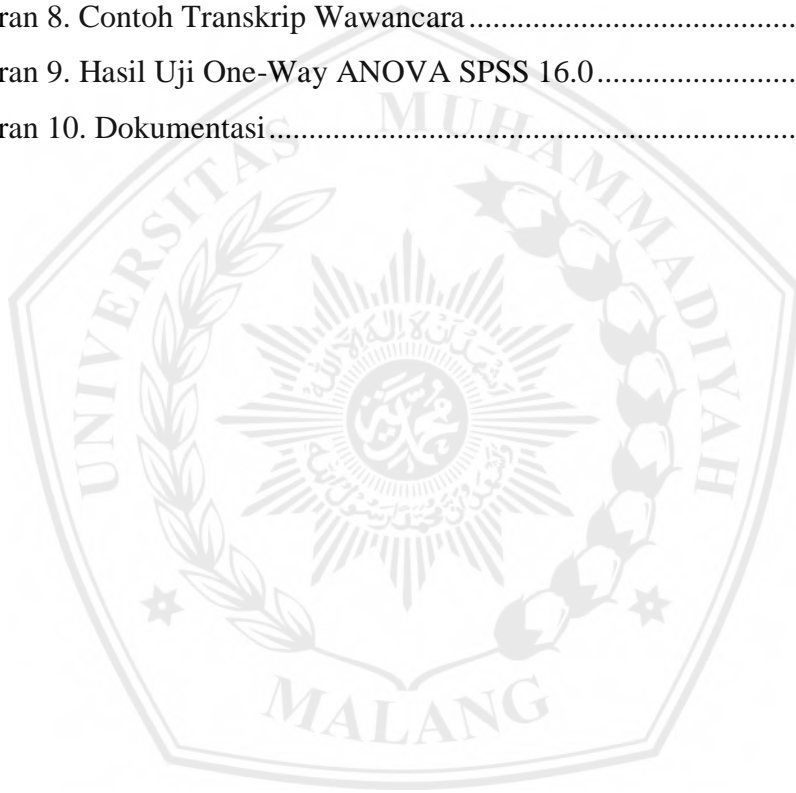 ran 8. Contoh Transkrip Wawancara...........................................
ran 9. Hasil Uji One-Way ANOVA SPSS 16.0...........................
ran 10. Dokumentasi....................................................................
UNIVERSITAS MUHAMMADIYAH
MALANG